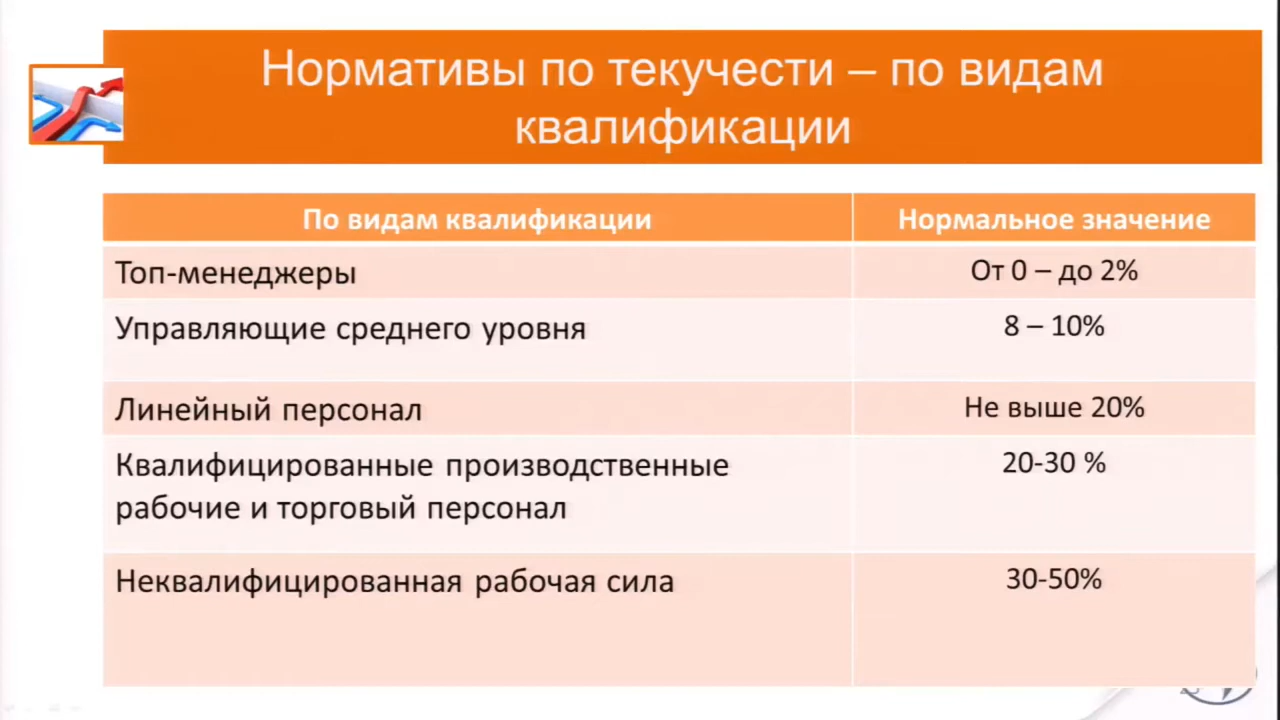 Нормативы по текучести – по видам
квалификации
По видам квалификации
Нормальное значение
Топ-менеджеры
От 0 – до 2%
Управляющие среднего уровня
8 – 10%
Линейный персонал
Не выше 20%
Квалифицированные производственные
рабочие и торговый персонал
20-30 %
Неквалифицированная рабочая сила
30-50%